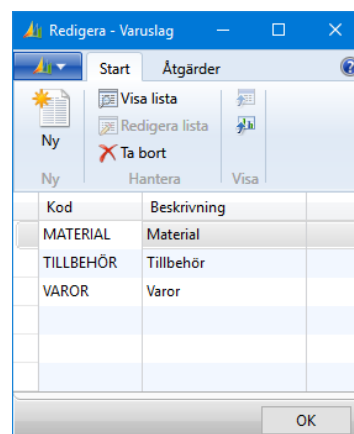 Redigera - Varuslag
Start Åtgärder
Ny
Visa lista
Redigera lista
Ta bort
Ny Hantera Visa
Kod Beskrivning
MATERIAL Material
TILLBEHÖR Tillbehör
VAROR Varor
OK